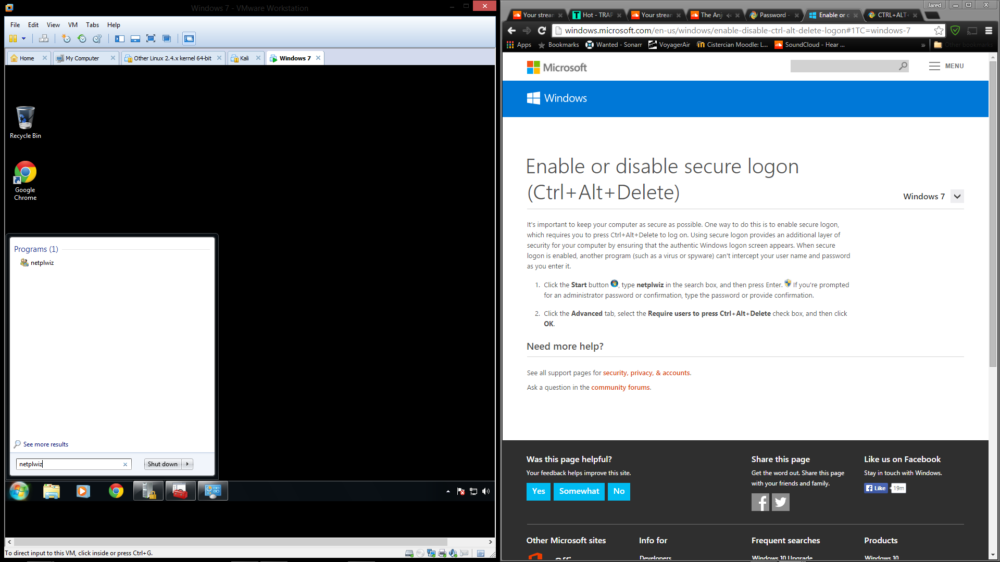 Windows 7 - VMware Workstation
File Edit View VM Tabs Help
Home
My Computer
Other Linux 2.4.x kernel 64-bit
Kali
Windows 7
Recycle Bin
Google
Chrome
Programs (1)
netplwiz
See more results
netplwiz
Shut down
To direct input to this VM, click inside or press Ctrl+G.
Jared
Your strean
Hot - TRAP
Your strean
The Anj
Password -
Enable or c
CTRL+ALT
windows.microsoft.com/en-us/windows/enable-disable-ctrl-alt-delete-logon#1TC=windows-7
Apps
Bookmarks
Wanted - Sonarr
VoyagerAir
Cistercian Moodle: L...
SoundCloud - Hear ...
»
Other bookmarks
Microsoft
MENU
Windows
Enable or disable secure logon
(Ctrl+Alt+Delete)
Windows 7
It's important to keep your computer as secure as possible. One way to do this is to enable secure logon,
which requires you to press Ctrl+Alt+Delete to log on. Using secure logon provides an additional layer of
security for your computer by ensuring that the authentic Windows logon screen appears. When secure
logon is enabled, another program (such as a virus or spyware) can't intercept your user name and password
as you enter it.
1. Click the Start button , type netplwiz in the search box, and then press Enter. If you're prompted
for an administrator password or confirmation, type the password or provide confirmation.
2. Click the Advanced tab, select the Require users to press Ctrl+Alt+Delete check box, and then click
OK.
Need more help?
See all support pages for security, privacy, & accounts.
Ask a question in the community forums.
Was this page helpful?
Your feedback helps improve this site.
Yes
Somewhat
No
Share this page
Get the word out. Share this page
with your friends and family.
Like us on Facebook
Stay in touch with Windows.
Like
19m
Other Microsoft sites
Info for
Frequent searches
Products
Developers
Windows 10 Upgrade
Windows 10